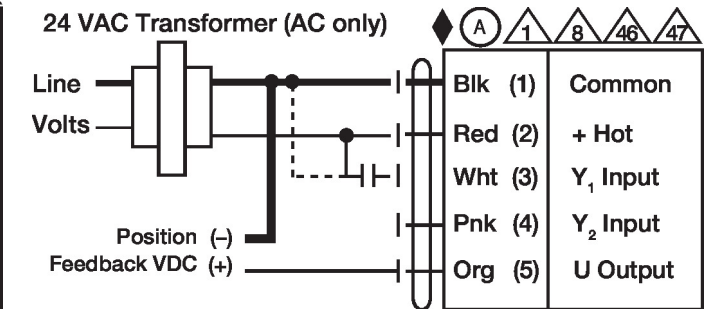 24 VAC Transformer (AC only)
A 1 8 46 47
Line
Volts
Blk (1) Common
Red (2) + Hot
Wht (3) Y₁ Input
Pnk (4) Y₂ Input
Org (5) U Output
Position (–)
Feedback VDC (+)